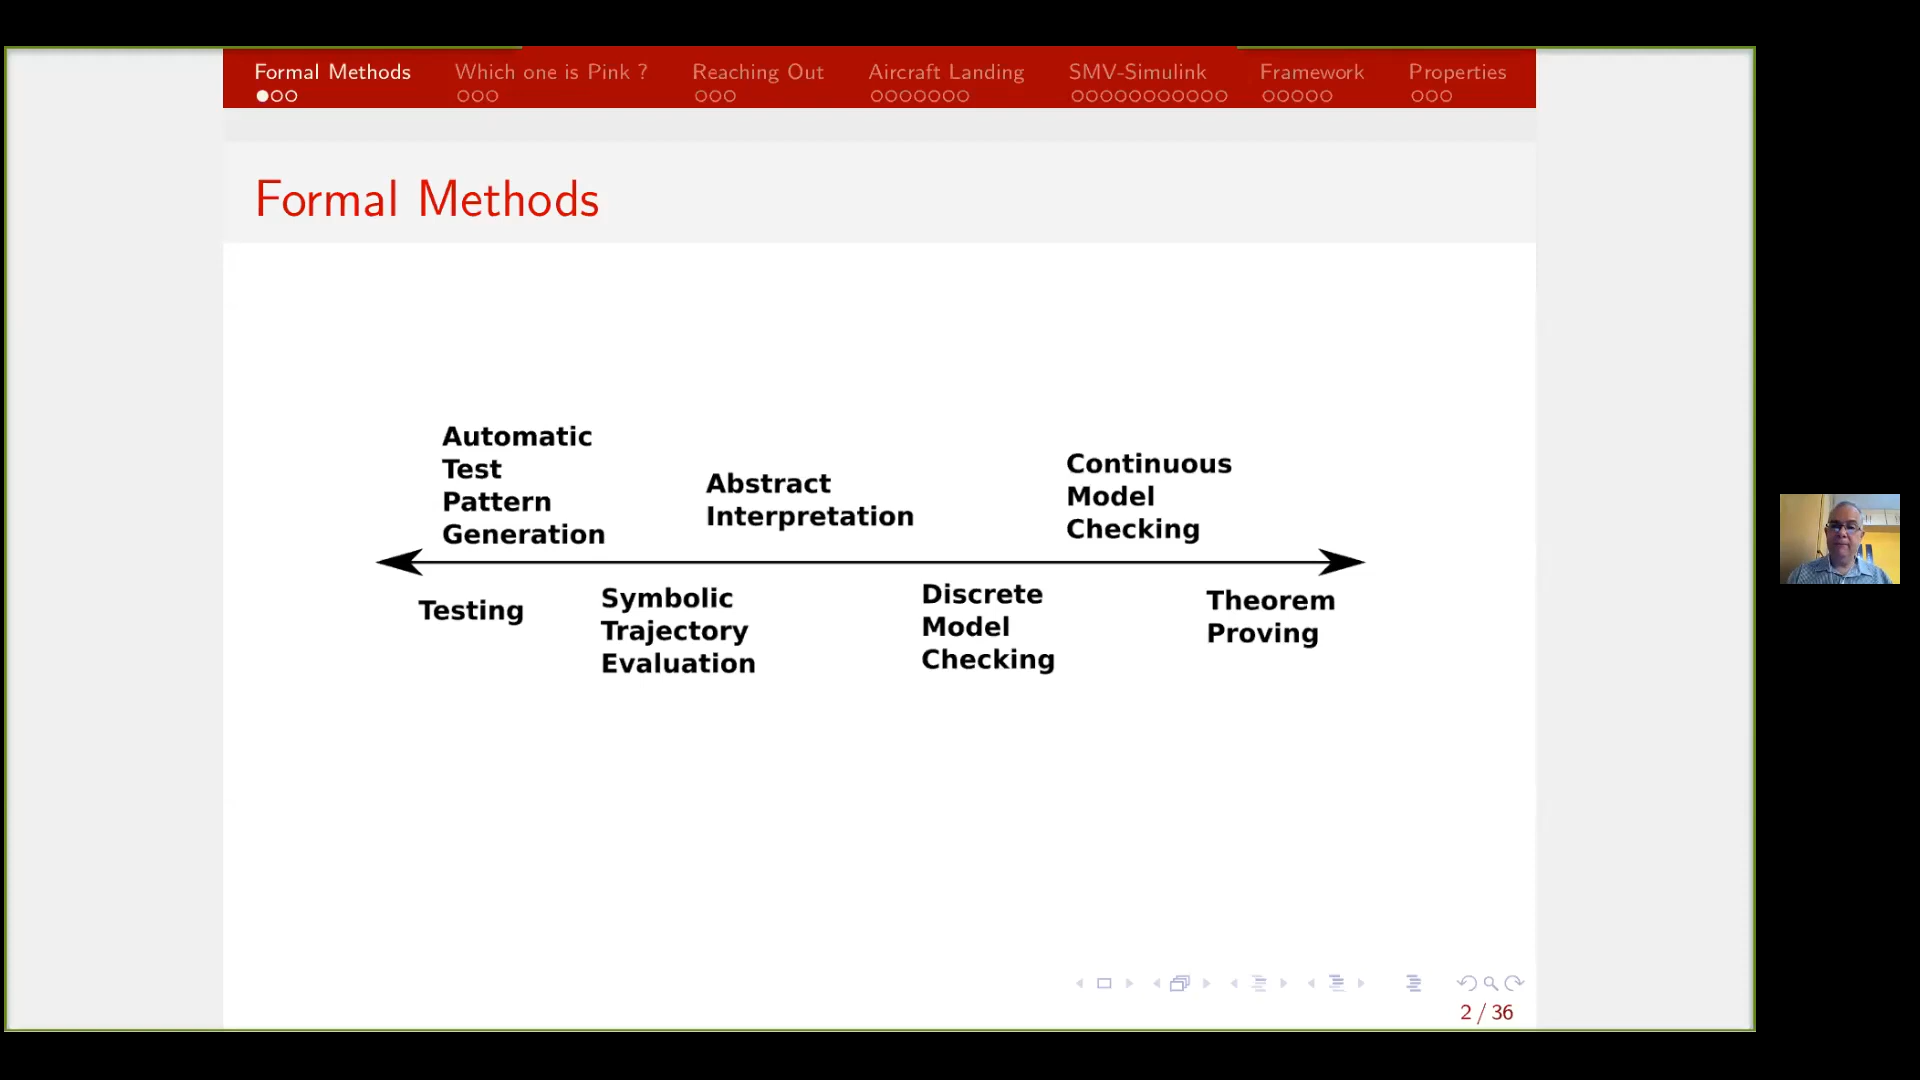 Formal Methods Which one is Pink ? Reaching Out Aircraft Landing SMV-Simulink Framework Properties
Formal Methods
Automatic
Test
Pattern
Generation
Abstract
Interpretation
Continuous
Model
Checking
Testing
Symbolic
Trajectory
Evaluation
Discrete
Model
Checking
Theorem
Proving
2 / 36